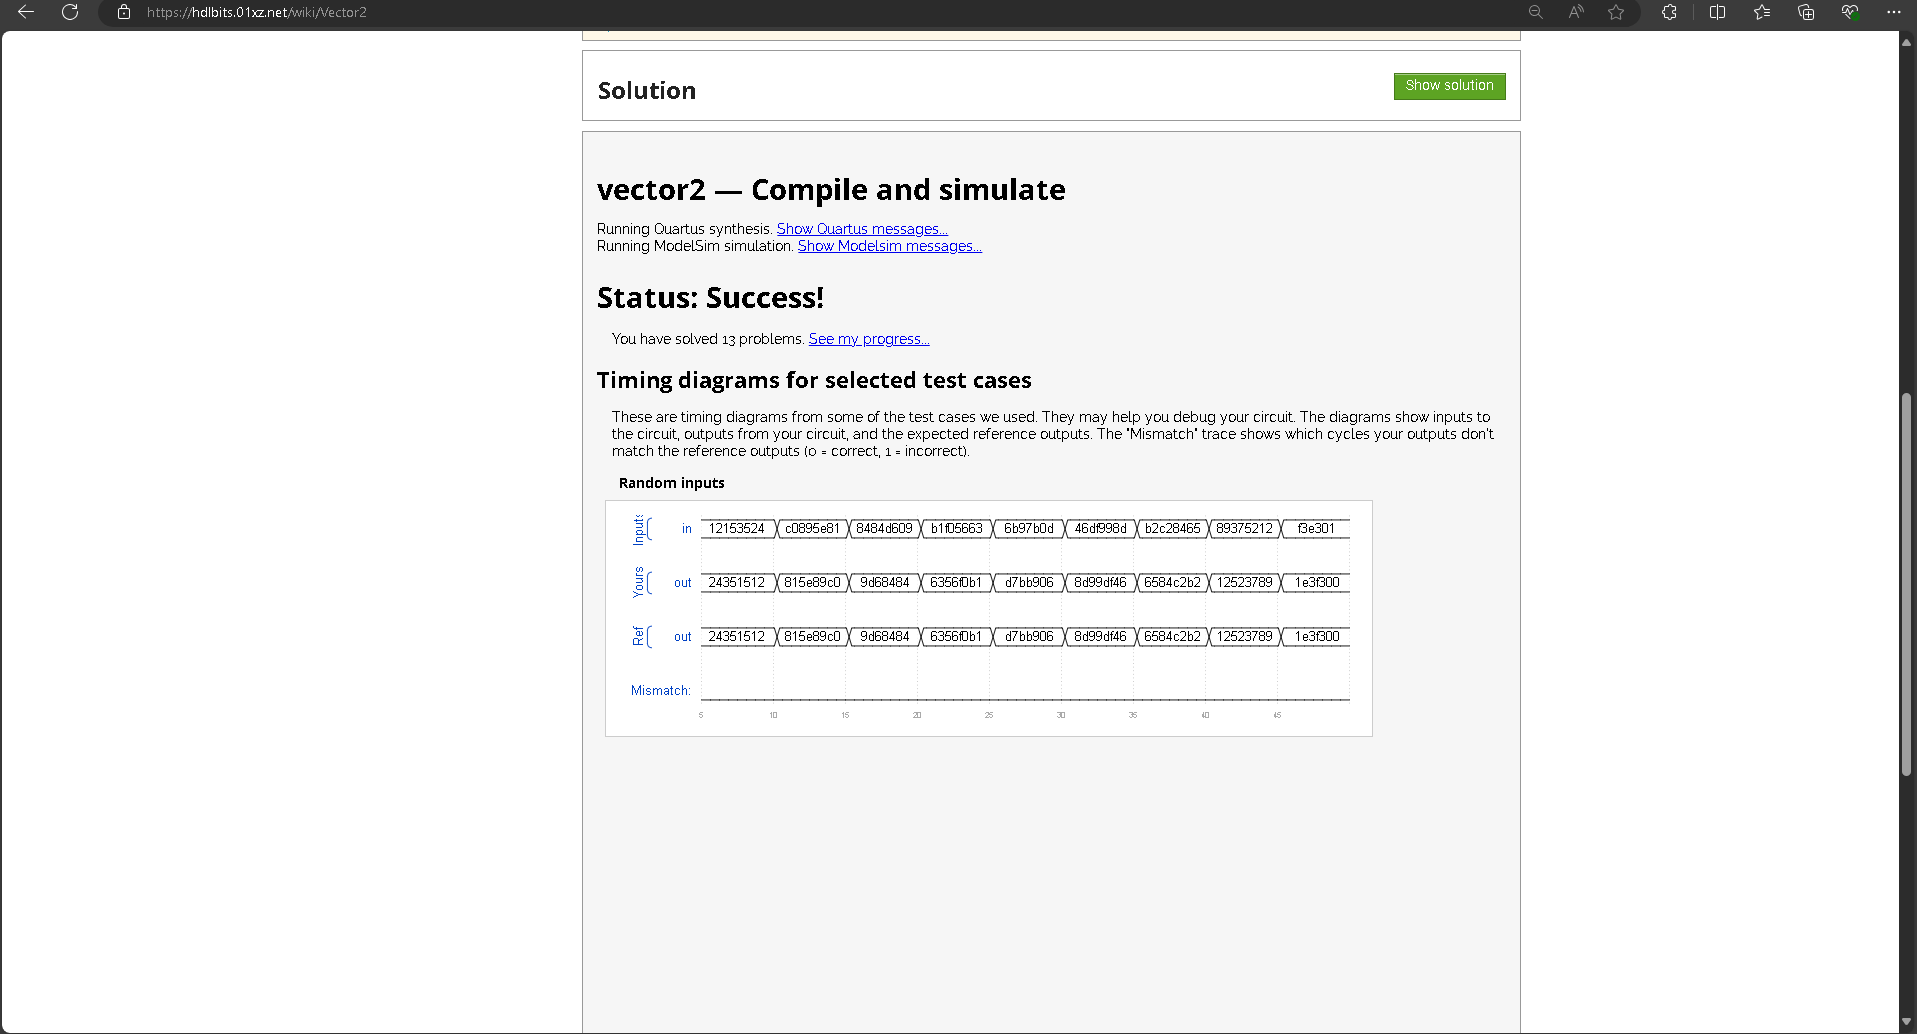 https://hdlbits.01xz.net/wiki/Vector2
Solution
Show solution
vector2 — Compile and simulate
Running Quartus synthesis. Show Quartus messages...
Running ModelSim simulation. Show Modelsim messages...
Status: Success!
You have solved 13 problems. See my progress...
Timing diagrams for selected test cases
These are timing diagrams from some of the test cases we used. They may help you debug your circuit. The diagrams show inputs to
the circuit, outputs from your circuit, and the expected reference outputs. The "Mismatch" trace shows which cycles your outputs don't
match the reference outputs (0 = correct, 1 = incorrect).
Random inputs
Inputs in 12153524 c0895e81 8484d609 b1f05663 6b97b0d 46df998d b2c28465 89375212 f3e301
Yours out 24351512 815e89c0 9d68484 6356f0b1 d7bb906 8d99df46 6584c2b2 12523789 1e3f300
Ref out 24351512 815e89c0 9d68484 6356f0b1 d7bb906 8d99df46 6584c2b2 12523789 1e3f300
Mismatch:
5 10 15 20 25 30 35 40 45